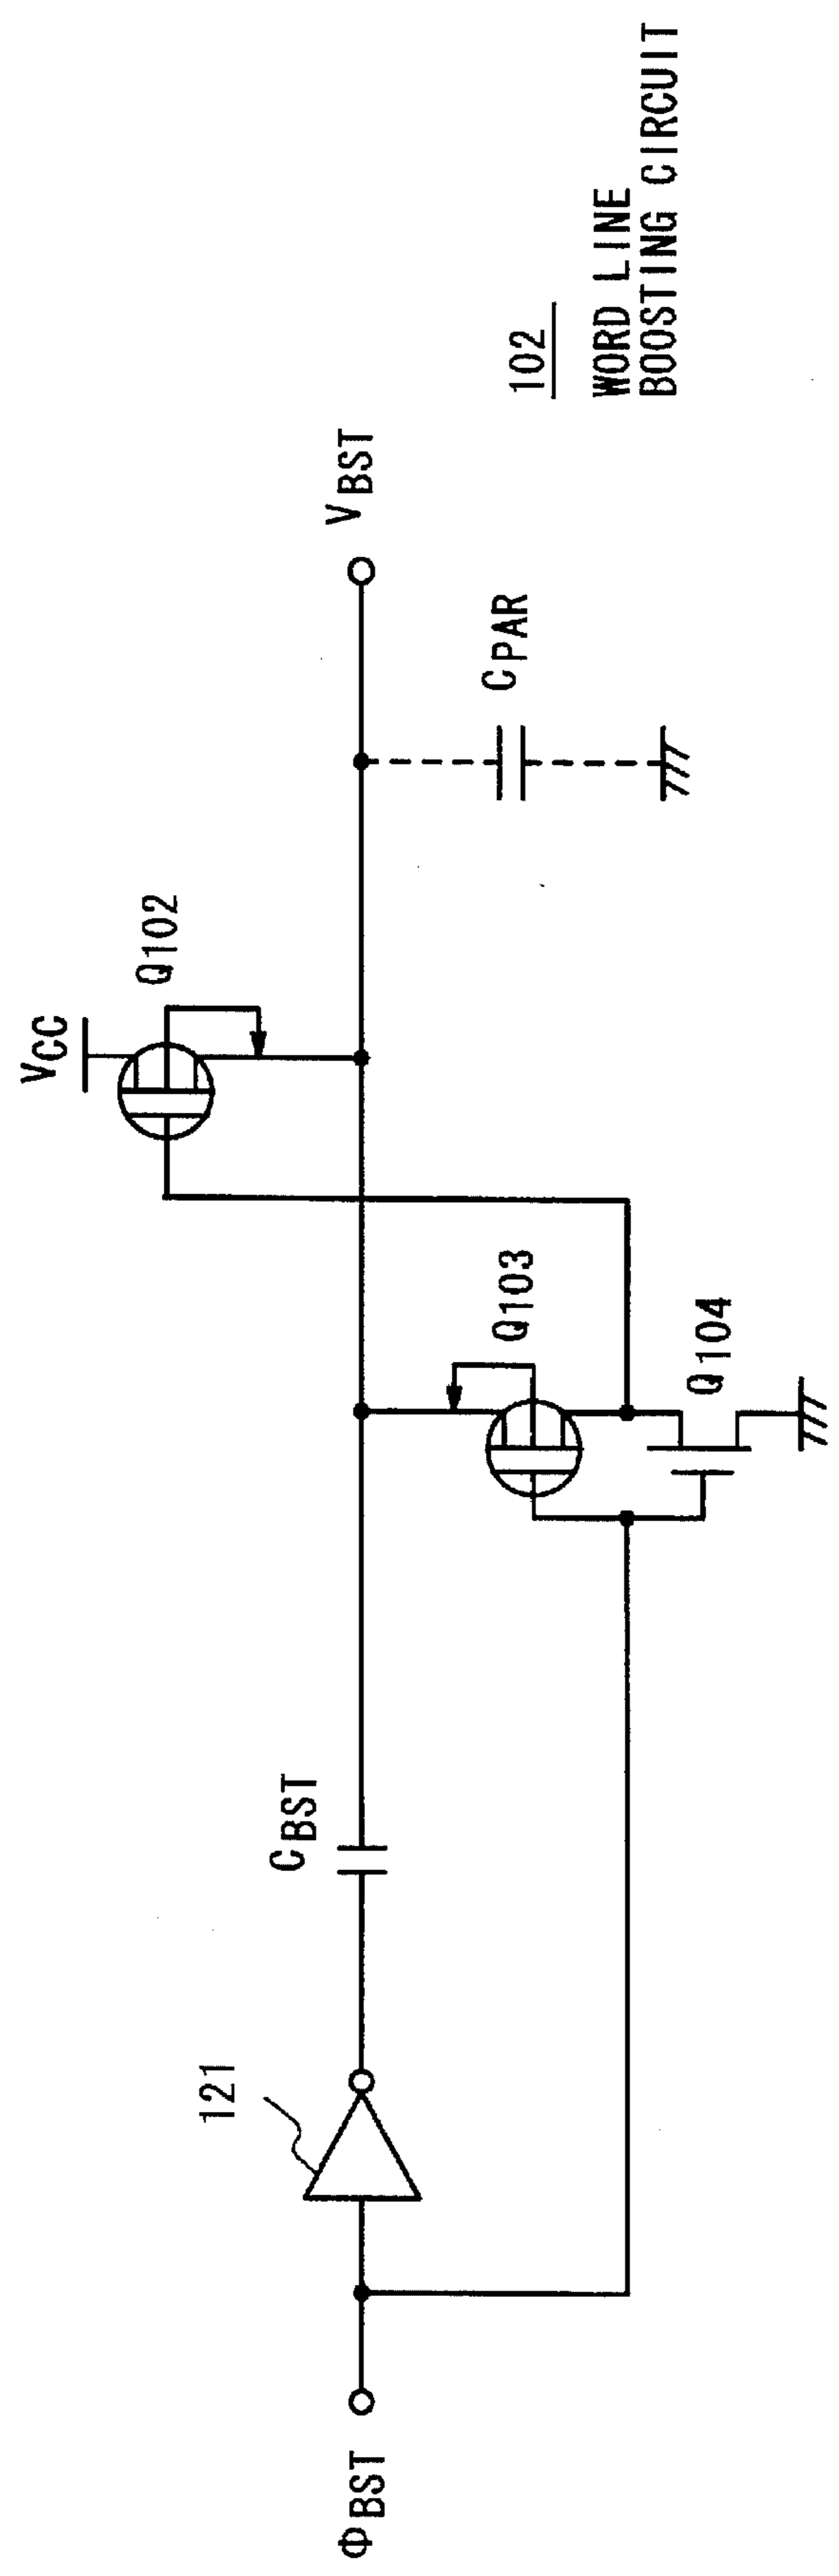 VCC
Q102
VBST
CPAR
Q103
Q104
CBST
121
ΦBST
102
WORD LINE
BOOSTING CIRCUIT